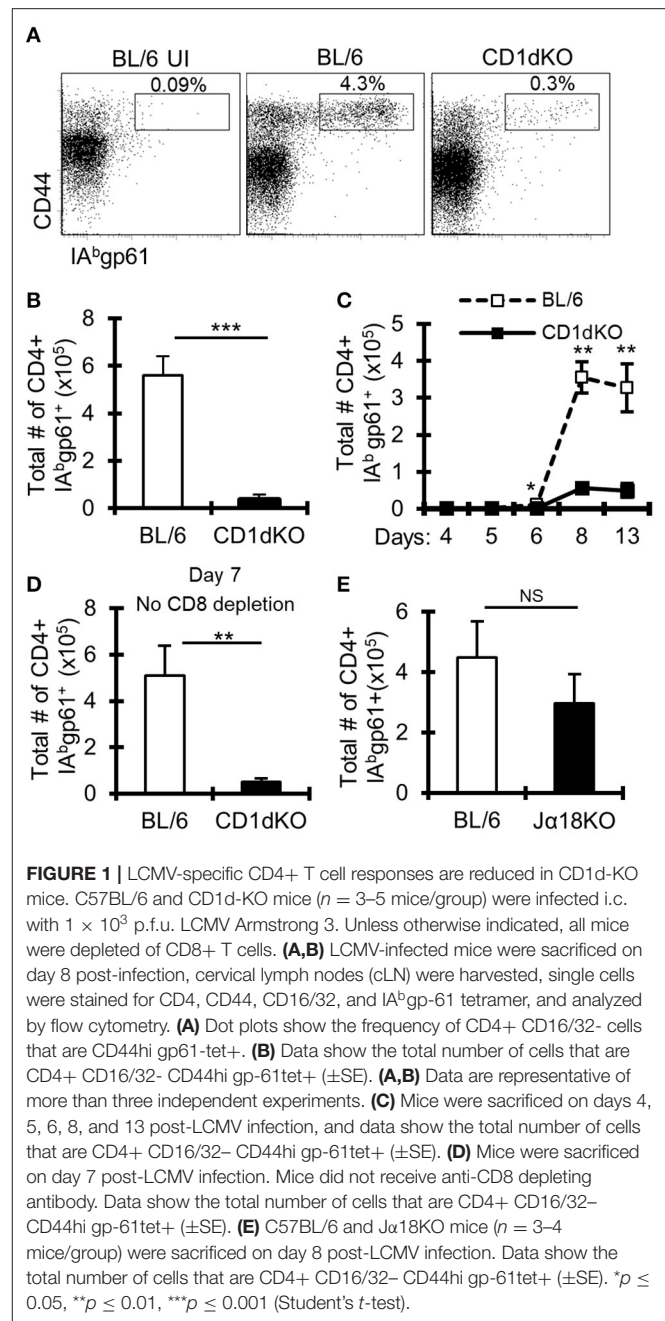 A
BL/6 UI
BL/6
CD1dKO
0.09%
4.3%
0.3%
CD44
IAᵇgp61
B
Total # of CD4+
IAᵇgp61⁺ (x10⁵)
8
6
4
2
0
***
BL/6
CD1dKO
C
BL/6
CD1dKO
Total # CD4+
IAᵇ gp61⁺ (x10⁵)
5
4
3
2
1
0
*
**
**
Days: 4 5 6 8 13
D
Day 7
No CD8 depletion
Total # of CD4+
IAᵇgp61⁺ (x10⁵)
8
6
4
2
0
**
BL/6
CD1dKO
E
Total # of CD4+
IAᵇgp61+(x10⁵)
6
4
2
0
NS
BL/6
Jα18KO
FIGURE 1 | LCMV-specific CD4+ T cell responses are reduced in CD1d-KO
mice. C57BL/6 and CD1d-KO mice (n = 3–5 mice/group) were infected i.c.
with 1 × 10³ p.f.u. LCMV Armstrong 3. Unless otherwise indicated, all mice
were depleted of CD8+ T cells. (A,B) LCMV-infected mice were sacrificed on
day 8 post-infection, cervical lymph nodes (cLN) were harvested, single cells
were stained for CD4, CD44, CD16/32, and IAᵇgp-61 tetramer, and analyzed
by flow cytometry. (A) Dot plots show the frequency of CD4+ CD16/32- cells
that are CD44hi gp61-tet+. (B) Data show the total number of cells that are
CD4+ CD16/32- CD44hi gp-61tet+ (±SE). (A,B) Data are representative of
more than three independent experiments. (C) Mice were sacrificed on days 4,
5, 6, 8, and 13 post-LCMV infection, and data show the total number of cells
that are CD4+ CD16/32– CD44hi gp-61tet+ (±SE). (D) Mice were sacrificed
on day 7 post-LCMV infection. Mice did not receive anti-CD8 depleting
antibody. Data show the total number of cells that are CD4+ CD16/32–
CD44hi gp-61tet+ (±SE). (E) C57BL/6 and Jα18KO mice (n = 3–4
mice/group) were sacrificed on day 8 post-LCMV infection. Data show the
total number of cells that are CD4+ CD16/32– CD44hi gp-61tet+ (±SE). *p ≤
0.05, **p ≤ 0.01, ***p ≤ 0.001 (Student's t-test).